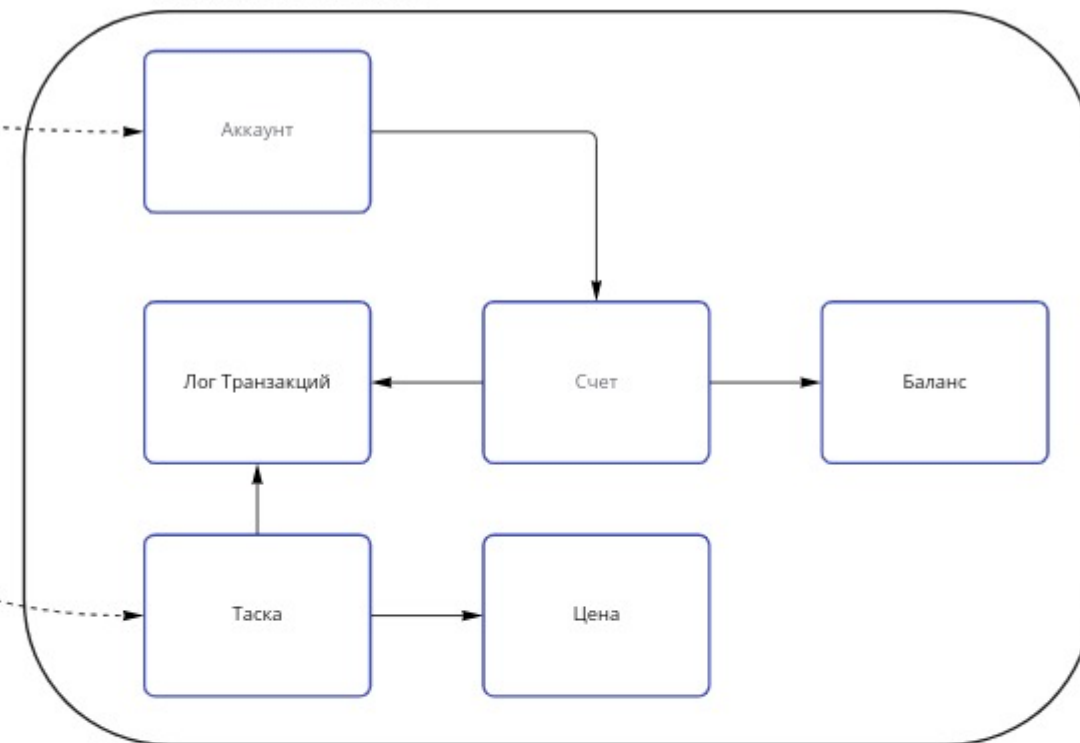 Аккаунт
Лог Транзакций
Счет
Баланс
Таска
Цена